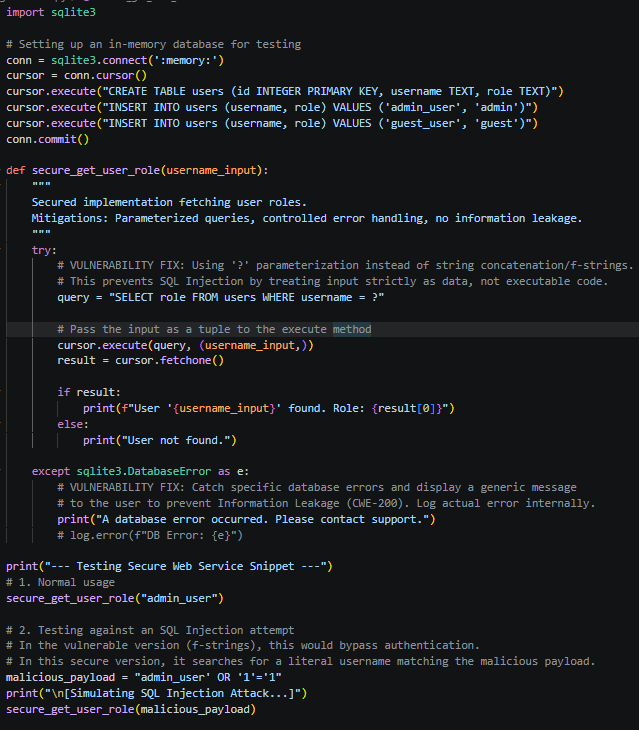 import sqlite3
# Setting up an in-memory database for testing
conn = sqlite3.connect(':memory:')
cursor = conn.cursor()
cursor.execute("CREATE TABLE users (id INTEGER PRIMARY KEY, username TEXT, role TEXT)")
cursor.execute("INSERT INTO users (username, role) VALUES ('admin_user', 'admin')")
cursor.execute("INSERT INTO users (username, role) VALUES ('guest_user', 'guest')")
conn.commit()
def secure_get_user_role(username_input):
"""
Secured implementation fetching user roles.
Mitigations: Parameterized queries, controlled error handling, no information leakage.
"""
try:
# VULNERABILITY FIX: Using '?' parameterization instead of string concatenation/f-strings.
# This prevents SQL Injection by treating input strictly as data, not executable code.
query = "SELECT role FROM users WHERE username = ?"
# Pass the input as a tuple to the execute method
cursor.execute(query, (username_input,))
result = cursor.fetchone()
if result:
print(f"User '{username_input}' found. Role: {result[0]}")
else:
print("User not found.")
except sqlite3.DatabaseError as e:
# VULNERABILITY FIX: Catch specific database errors and display a generic message
# to the user to prevent Information Leakage (CWE-200). Log actual error internally.
print("A database error occurred. Please contact support.")
# log.error(f"DB Error: {e}")
print("--- Testing Secure Web Service Snippet ---")
# 1. Normal usage
secure_get_user_role("admin_user")
# 2. Testing against an SQL Injection attempt
# In the vulnerable version (f-strings), this would bypass authentication.
# In this secure version, it searches for a literal username matching the malicious payload.
malicious_payload = "admin_user' OR '1'='1"
print("\n[Simulating SQL Injection Attack...]")
secure_get_user_role(malicious_payload)